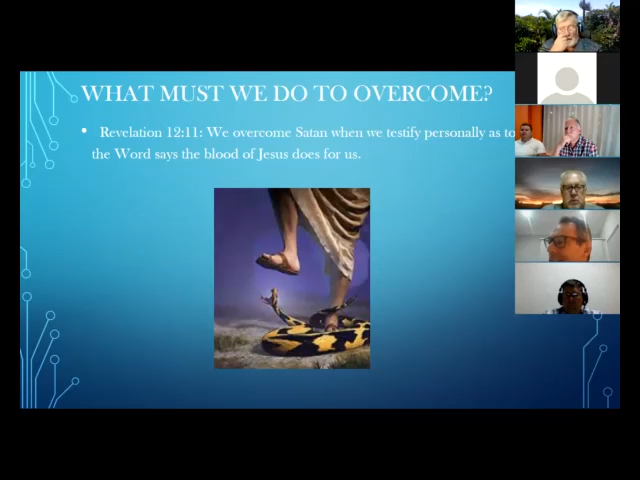 WHAT MUST WE DO TO OVERCOME?
• Revelation 12:11: We overcome Satan when we testify personally as to
the Word says the blood of Jesus does for us.